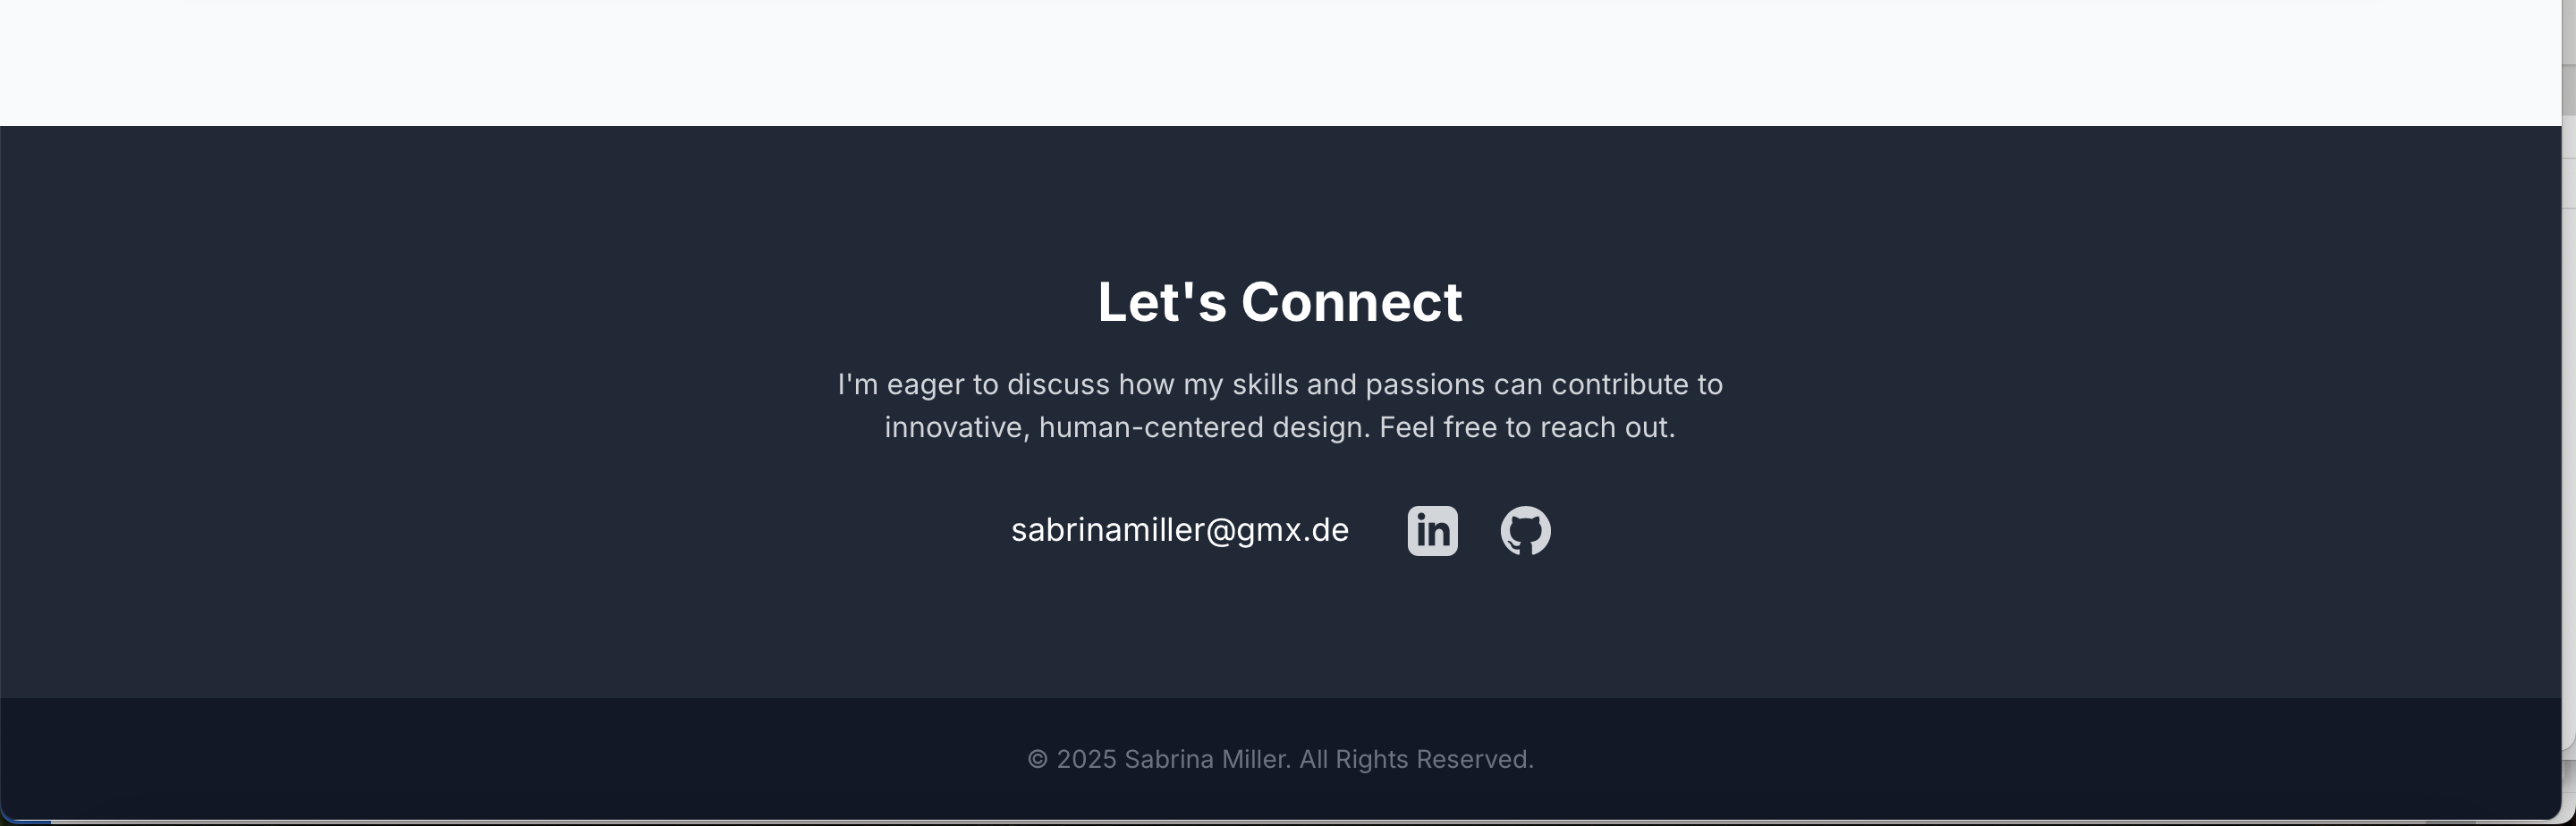 Let's Connect
I'm eager to discuss how my skills and passions can contribute to
innovative, human-centered design. Feel free to reach out.
sabrinamiller@gmx.de in
© 2025 Sabrina Miller. All Rights Reserved.